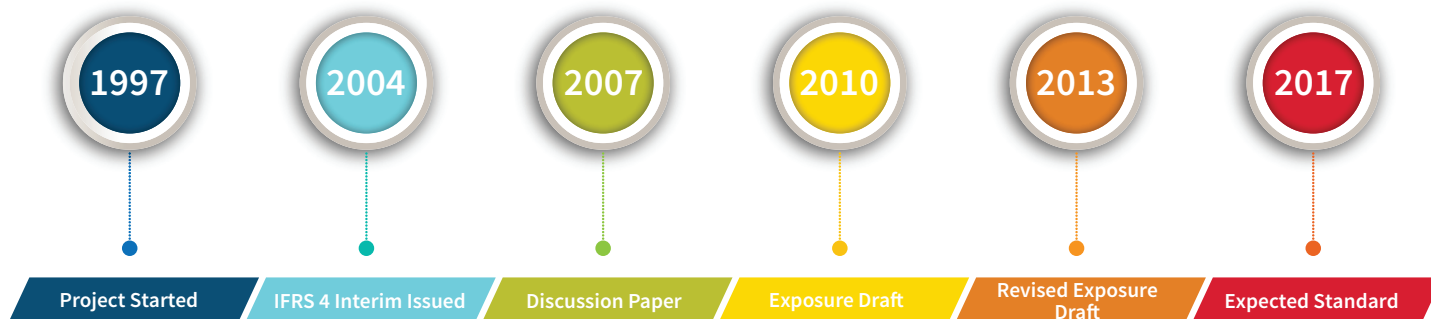 1997
2004
2007
2010
2013
2017
Project Started
IFRS 4 Interim Issued
Discussion Paper
Exposure Draft
Revised Exposure
Draft
Expected Standard